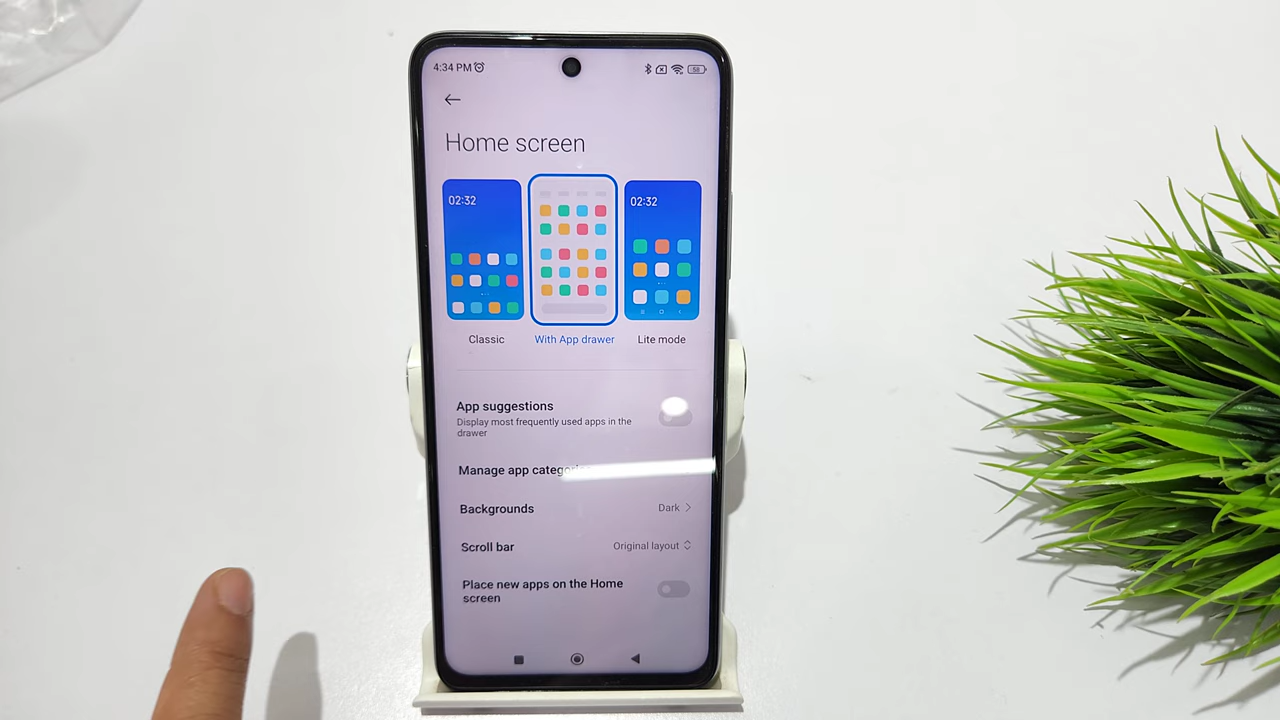 4:34 PM
58
Home screen
02:32
02:32
Classic
With App drawer
Lite mode
App suggestions
Display most frequently used apps in the
drawer
Manage app
Backgrounds
Dark
Scroll bar
Original layout
Place new apps on the Home
screen